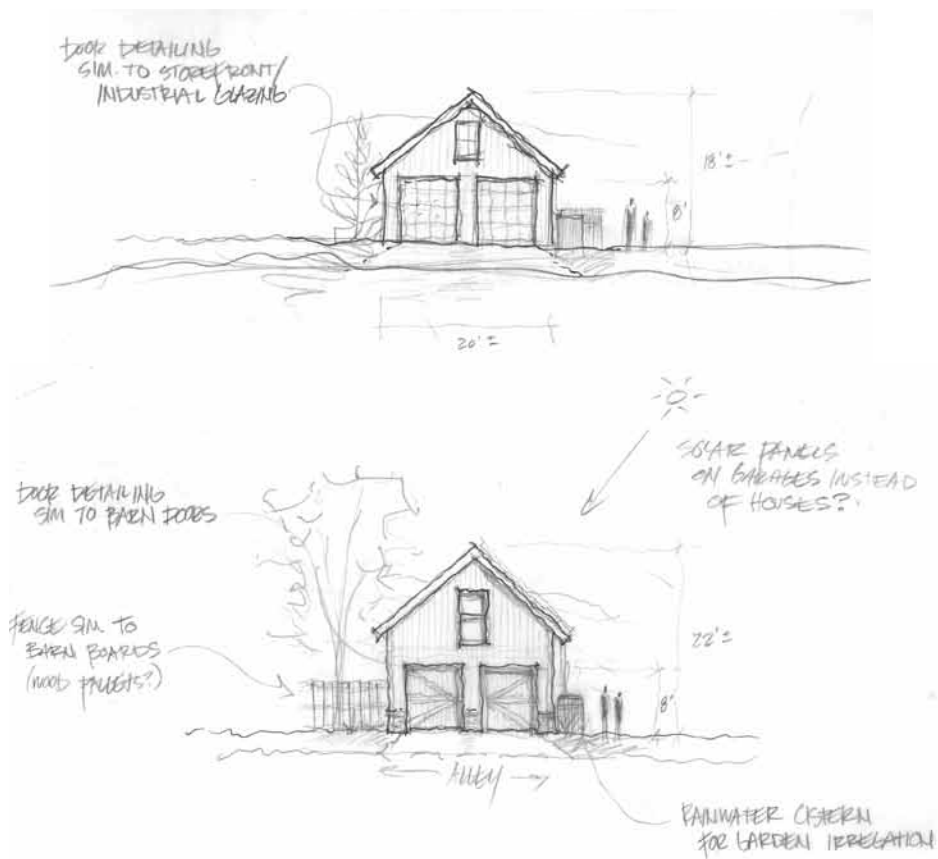 DOOR DETAILING
SIM. TO STOREFRONT/
INDUSTRIAL GLAZING
18'±
8'
20'±
SOLAR PANELS
ON GARAGES INSTEAD
OF HOUSES?
DOOR DETAILING
SIM TO BARN DOORS
FENCE SIM. TO
BARN BOARDS
(WOOD PALLETS?)
22'±
8'
ALLEY
RAINWATER CISTERN
FOR GARDEN IRREGATION